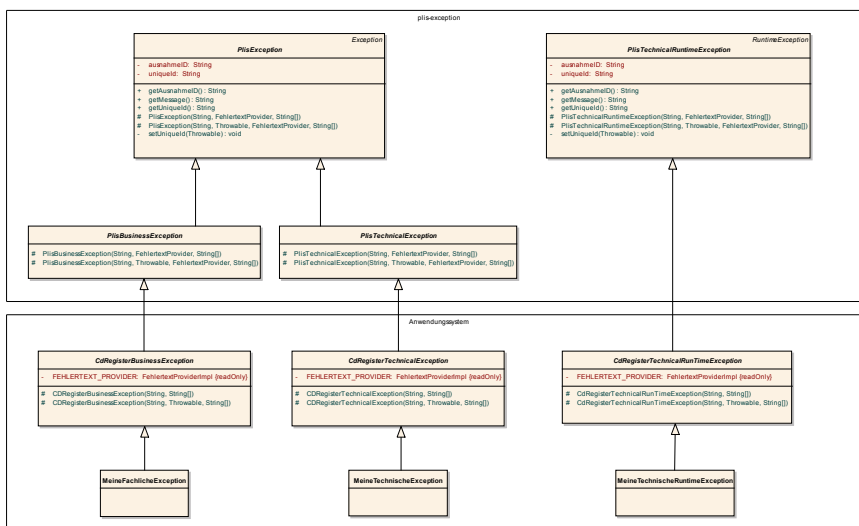 plis-exception
Exception
PlisException
- ausnahmeID: String
- uniqueId: String
+ getAusnahmeID() : String
+ getMessage() : String
+ getUniqueId() : String
# PlisException(String, FehlertextProvider, String[])
# PlisException(String, Throwable, FehlertextProvider, String[])
- setUniqueId(Throwable) : void
RuntimeException
PlisTechnicalRuntimeException
- ausnahmeID: String
- uniqueId: String
+ getAusnahmeID() : String
+ getMessage() : String
+ getUniqueId() : String
# PlisTechnicalRuntimeException(String, FehlertextProvider, String[])
# PlisTechnicalRuntimeException(String, Throwable, FehlertextProvider, String[])
- setUniqueId(Throwable) : void
PlisBusinessException
# PlisBusinessException(String, FehlertextProvider, String[])
# PlisBusinessException(String, Throwable, FehlertextProvider, String[])
PlisTechnicalException
# PlisTechnicalException(String, FehlertextProvider, String[])
# PlisTechnicalException(String, Throwable, FehlertextProvider, String[])
Anwendungssystem
CdRegisterBusinessException
- FEHLERTEXT_PROVIDER: FehlertextProviderImpl {readOnly}
# CDRegisterBusinessException(String, String[])
# CDRegisterBusinessException(String, Throwable, String[])
CdRegisterTechnicalException
- FEHLERTEXT_PROVIDER: FehlertextProviderImpl {readOnly}
# CDRegisterTechnicalException(String, String[])
# CDRegisterTechnicalException(String, Throwable, String[])
CdRegisterTechnicalRunTimeException
- FEHLERTEXT_PROVIDER: FehlertextProviderImpl {readOnly}
# CdRegisterTechnicalRunTimeException(String, String[])
# CdRegisterTechnicalRunTimeException(String, Throwable, String[])
MeineFachlicheException
MeineTechnischeException
MeineTechnischeRuntimeException